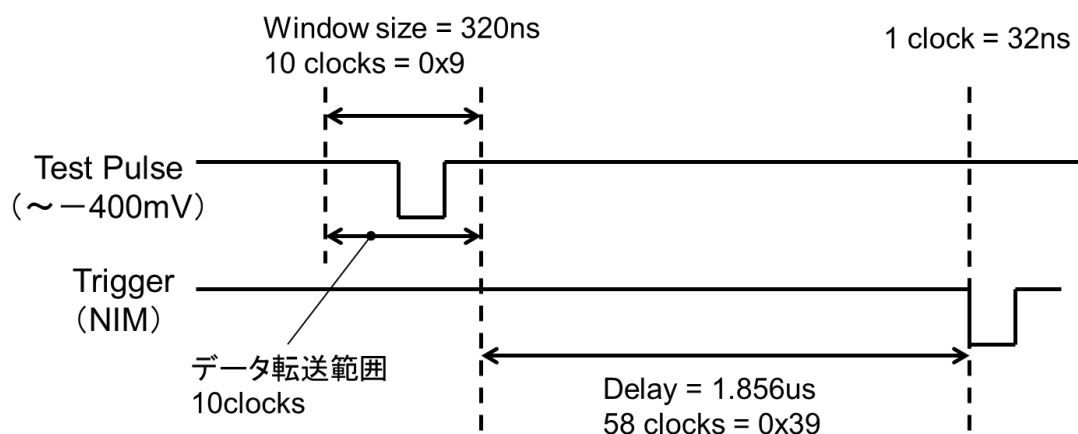 Window size = 320ns
10 clocks = 0x9
1 clock = 32ns
Test Pulse
（～－400mV）
Trigger
（NIM）
データ転送範囲
10clocks
Delay = 1.856us
58 clocks = 0x39